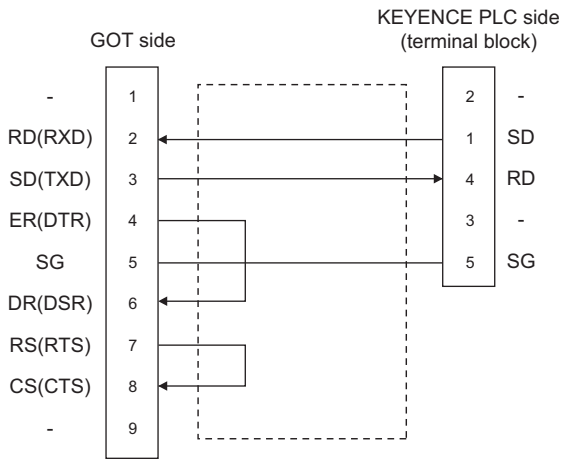 KEYENCE PLC side
GOT side
(terminal block)
- 1 2 -
RD(RXD) 2 1 SD
SD(TXD) 3 4 RD
ER(DTR) 4 3 -
SG 5 5 SG
DR(DSR) 6
RS(RTS) 7
CS(CTS) 8
- 9